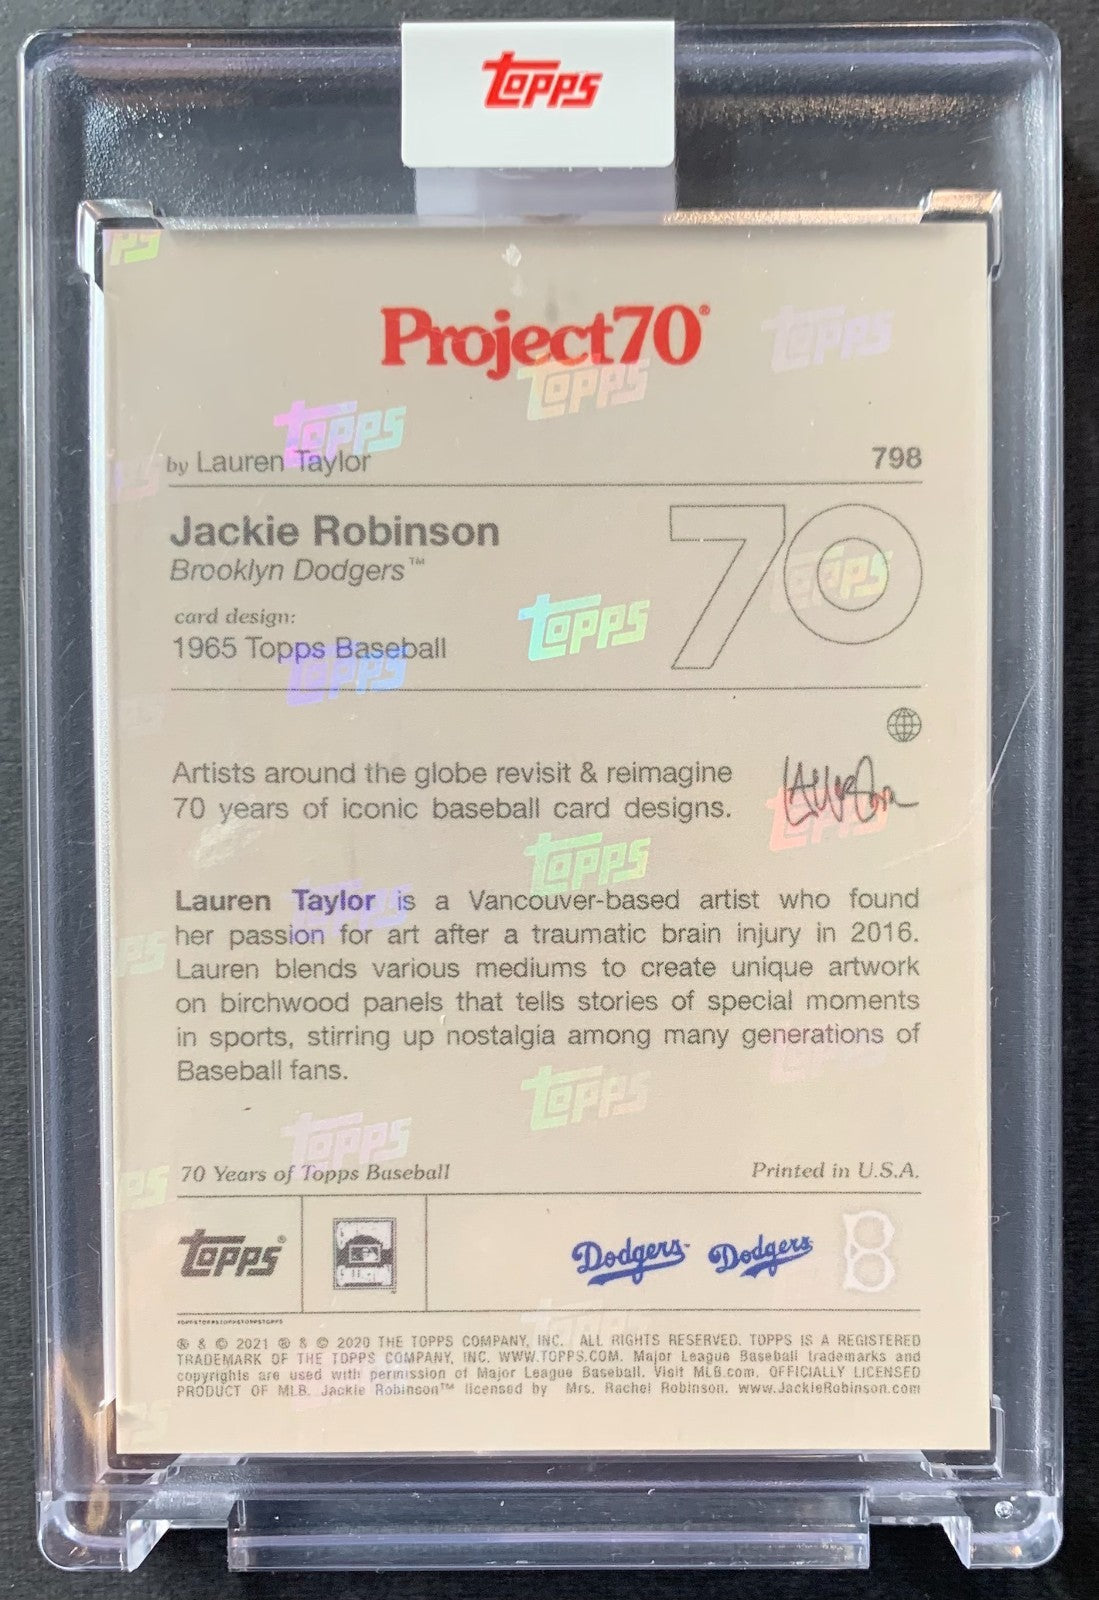 Topps
Project70®
by Lauren Taylor
798
Jackie Robinson
70
Brooklyn Dodgers™
card design:
1965 Topps Baseball
Artists around the globe revisit & reimagine
70 years of iconic baseball card designs.
Lauren Taylor is a Vancouver-based artist who found
her passion for art after a traumatic brain injury in 2016.
Lauren blends various mediums to create unique artwork
on birchwood panels that tells stories of special moments
in sports, stirring up nostalgia among many generations of
Baseball fans.
70 Years of Topps Baseball
Printed in U.S.A.
Topps®
Dodgers
Dodgers
B
® & © 2021 ® & © 2020 THE TOPPS COMPANY, INC. ALL RIGHTS RESERVED. TOPPS IS A REGISTERED
TRADEMARK OF THE TOPPS COMPANY, INC. WWW.TOPPS.COM. Major League Baseball trademarks and
copyrights are used with permission of Major League Baseball. Visit MLB.com. OFFICIALLY LICENSED
PRODUCT OF MLB. Jackie Robinson™ licensed by Mrs. Rachel Robinson. www.JackieRobinson.com